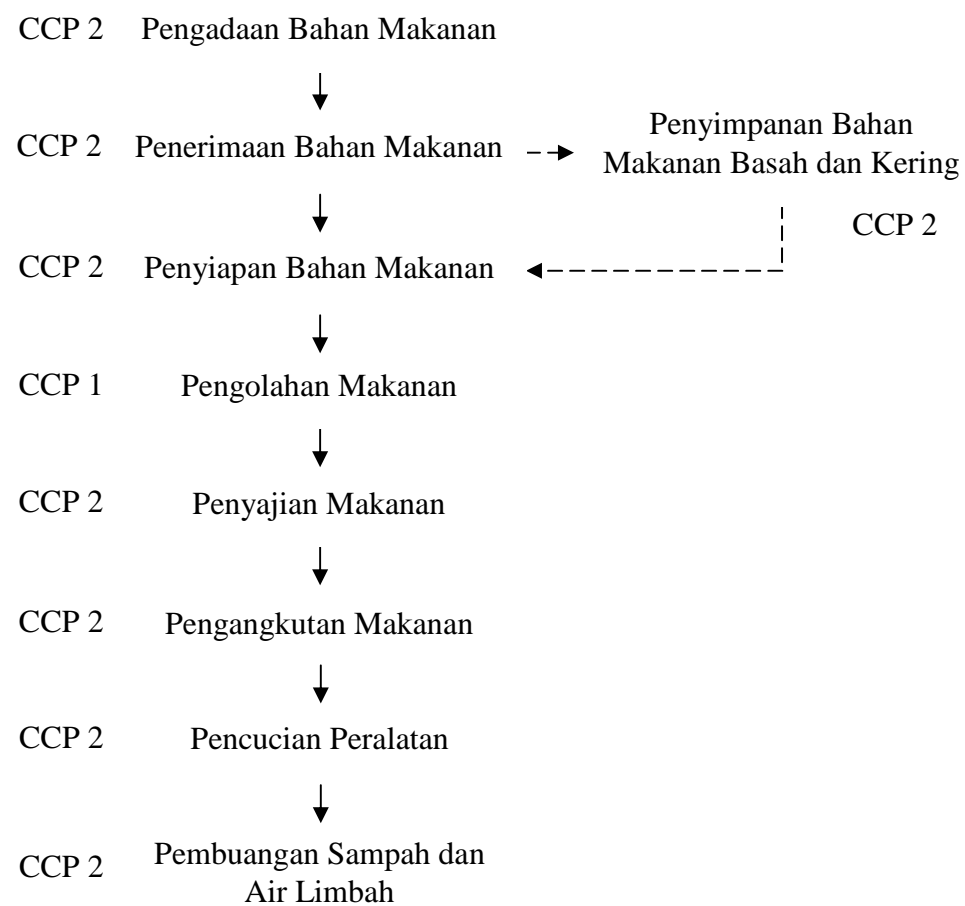 CCP 2 Pengadaan Bahan Makanan
CCP 2 Penerimaan Bahan Makanan
Penyimpanan Bahan
Makanan Basah dan Kering
CCP 2
CCP 2 Penyiapan Bahan Makanan
CCP 1 Pengolahan Makanan
CCP 2 Penyajian Makanan
CCP 2 Pengangkutan Makanan
CCP 2 Pencucian Peralatan
CCP 2 Pembuangan Sampah dan
Air Limbah